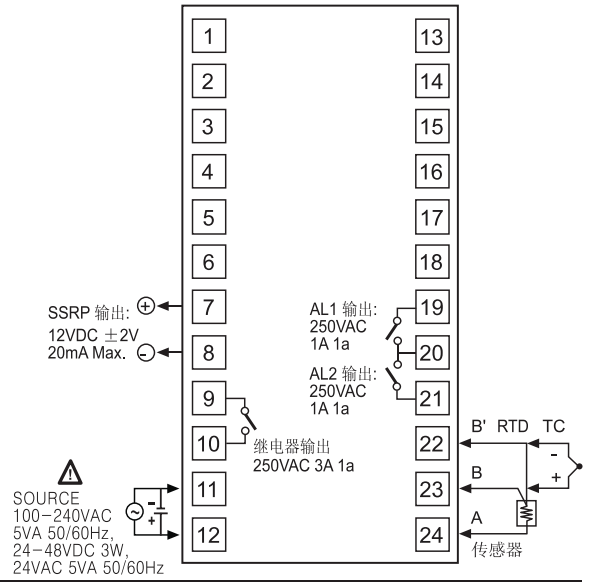 1
2
3
4
5
6
7
8
9
10
11
12
13
14
15
16
17
18
19
20
21
22
23
24
SSRP 输出:
12VDC ±2V
20mA Max.
+
-
继电器输出
250VAC 3A 1a
SOURCE
100-240VAC
5VA 50/60Hz,
24-48VDC 3W,
24VAC 5VA 50/60Hz
-
+
AL1 输出:
250VAC
1A 1a
AL2 输出:
250VAC
1A 1a
B' RTD TC
-
+
B
A
传感器